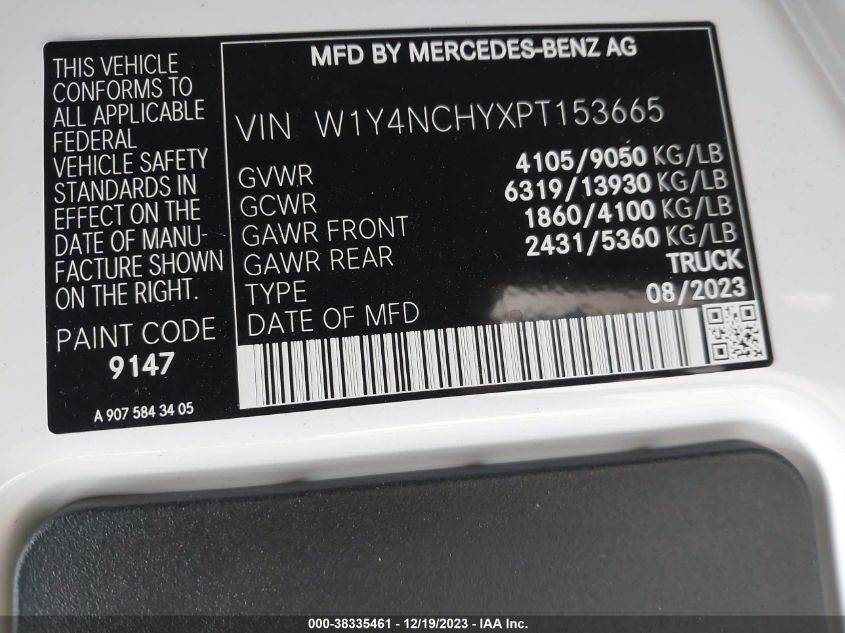 THIS VEHICLE
CONFORMS TO
ALL APPLICABLE
FEDERAL
VEHICLE SAFETY
STANDARDS IN
EFFECT ON THE
DATE OF MANU-
FACTURE SHOWN
ON THE RIGHT.
PAINT CODE
9147
A 907 584 34 05
MFD BY MERCEDES-BENZ AG
VIN W1Y4NCHYXPT153665
GVWR 4105/9050 KG/LB
GCWR 6319/13930 KG/LB
GAWR FRONT 1860/4100 KG/LB
GAWR REAR 2431/5360 KG/LB
TYPE TRUCK
DATE OF MFD 08/2023
000-38335461 - 12/19/2023 - IAA Inc.